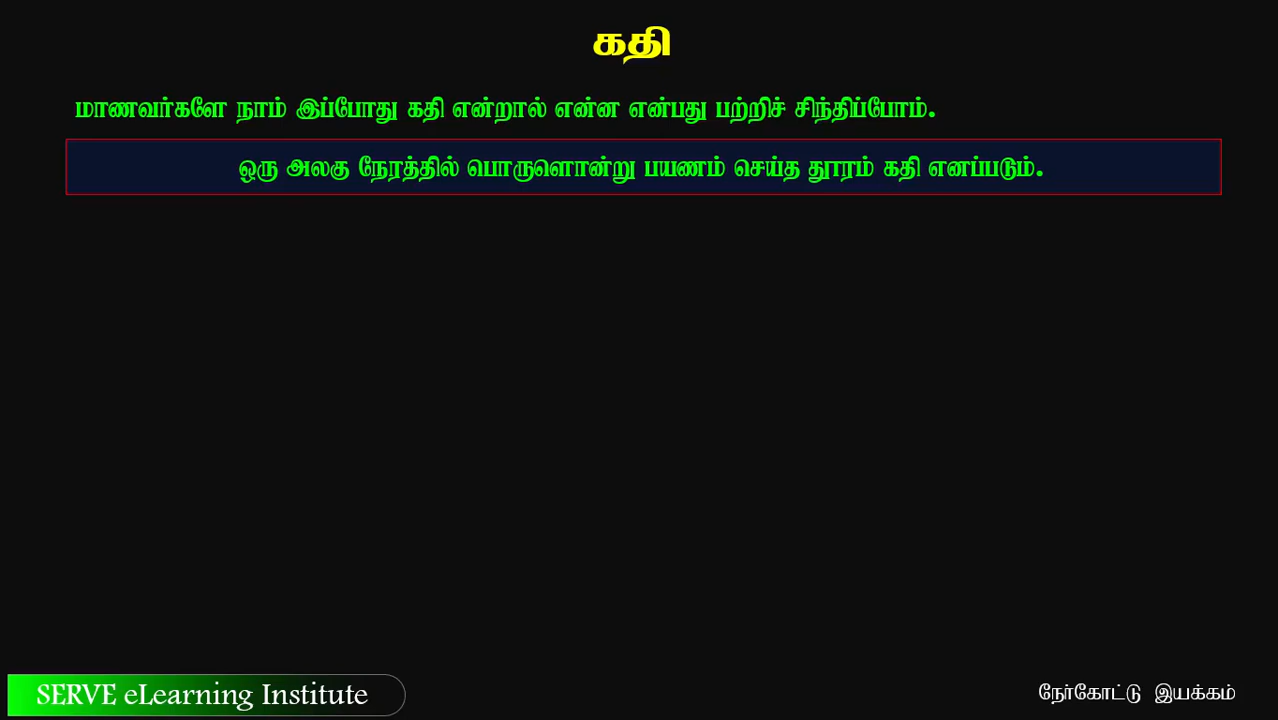 கதி
மாணவர்களே நாம் இப்போது கதி என்றால் என்ன என்பது பற்றிச் சிந்திப்போம்.
ஒரு அலகு நேரத்தில் பொருளொன்று பயணம் செய்த தூரம் கதி எனப்படும்.
SERVE eLearning Institute
நேர்கோட்டு இயக்கம்